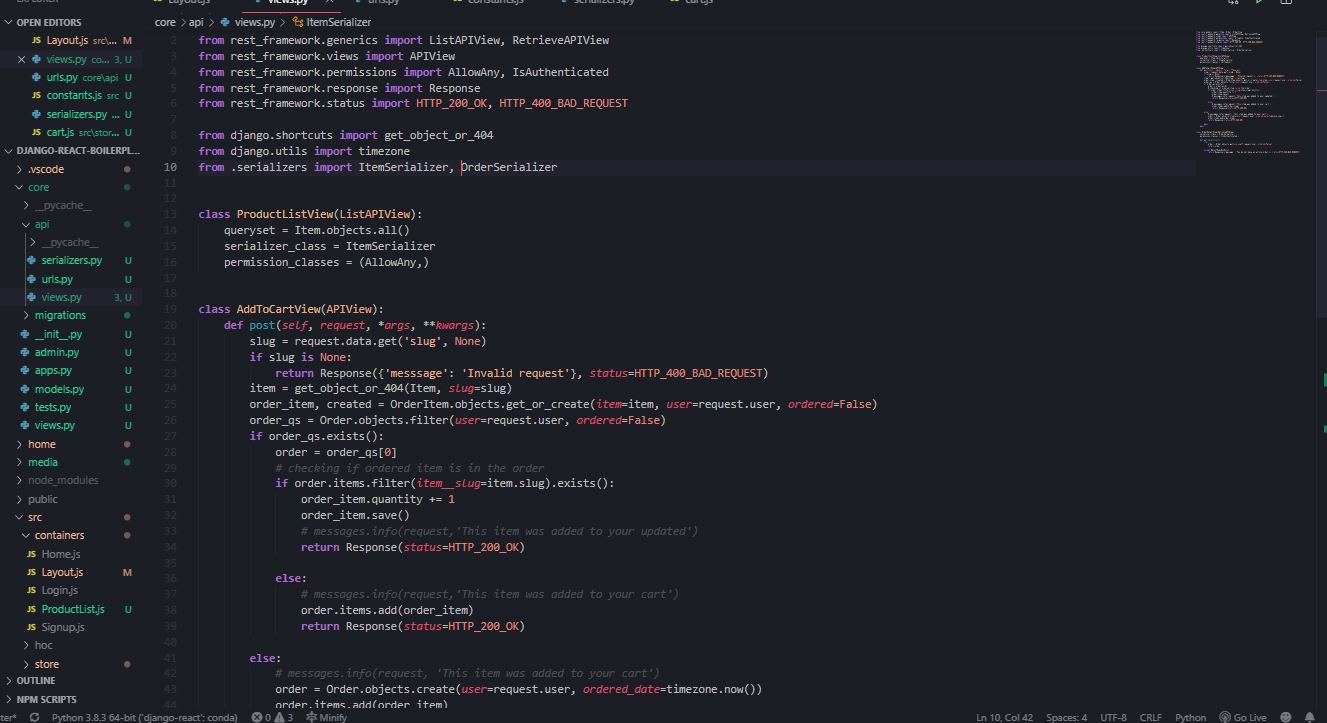 Layout.js views.py urls.py constants.js serializers.py cart.js
OPEN EDITORS
JS Layout.js src\... M
views.py co... 3, U
urls.py core\api U
JS constants.js src U
serializers.py ... U
JS cart.js src\stor... U
DJANGO-REACT-BOILERPL...
.vscode
core
__pycache__
api
__pycache__
serializers.py U
urls.py U
views.py 3, U
migrations
__init__.py U
admin.py U
apps.py U
models.py U
tests.py U
views.py U
home
media
node_modules
public
src
containers
JS Home.js
JS Layout.js M
JS Login.js
JS ProductList.js U
JS Signup.js
hoc
store
OUTLINE
NPM SCRIPTS
core > api > views.py > ItemSerializer
2 from rest_framework.generics import ListAPIView, RetrieveAPIView
3 from rest_framework.views import APIView
4 from rest_framework.permissions import AllowAny, IsAuthenticated
5 from rest_framework.response import Response
6 from rest_framework.status import HTTP_200_OK, HTTP_400_BAD_REQUEST
7
8 from django.shortcuts import get_object_or_404
9 from django.utils import timezone
10 from .serializers import ItemSerializer, OrderSerializer
11
12
13 class ProductListView(ListAPIView):
14 queryset = Item.objects.all()
15 serializer_class = ItemSerializer
16 permission_classes = (AllowAny,)
17
18
19 class AddToCartView(APIView):
20 def post(self, request, *args, **kwargs):
21 slug = request.data.get('slug', None)
22 if slug is None:
23 return Response({'messsage': 'Invalid request'}, status=HTTP_400_BAD_REQUEST)
24 item = get_object_or_404(Item, slug=slug)
25 order_item, created = OrderItem.objects.get_or_create(item=item, user=request.user, ordered=False)
26 order_qs = Order.objects.filter(user=request.user, ordered=False)
27 if order_qs.exists():
28 order = order_qs[0]
29 # checking if ordered item is in the order
30 if order.items.filter(item__slug=item.slug).exists():
31 order_item.quantity += 1
32 order_item.save()
33 # messages.info(request,'This item was added to your updated')
34 return Response(status=HTTP_200_OK)
35
36 else:
37 # messages.info(request,'This item was added to your cart')
38 order.items.add(order_item)
39 return Response(status=HTTP_200_OK)
40
41 else:
42 # messages.info(request, 'This item was added to your cart')
43 order = Order.objects.create(user=request.user, ordered_date=timezone.now())
44 order.items.add(order_item)
ter* Python 3.8.3 64-bit ('django-react': conda) 0 3 Minify Ln 10, Col 42 Spaces: 4 UTF-8 CRLF Python Go Live